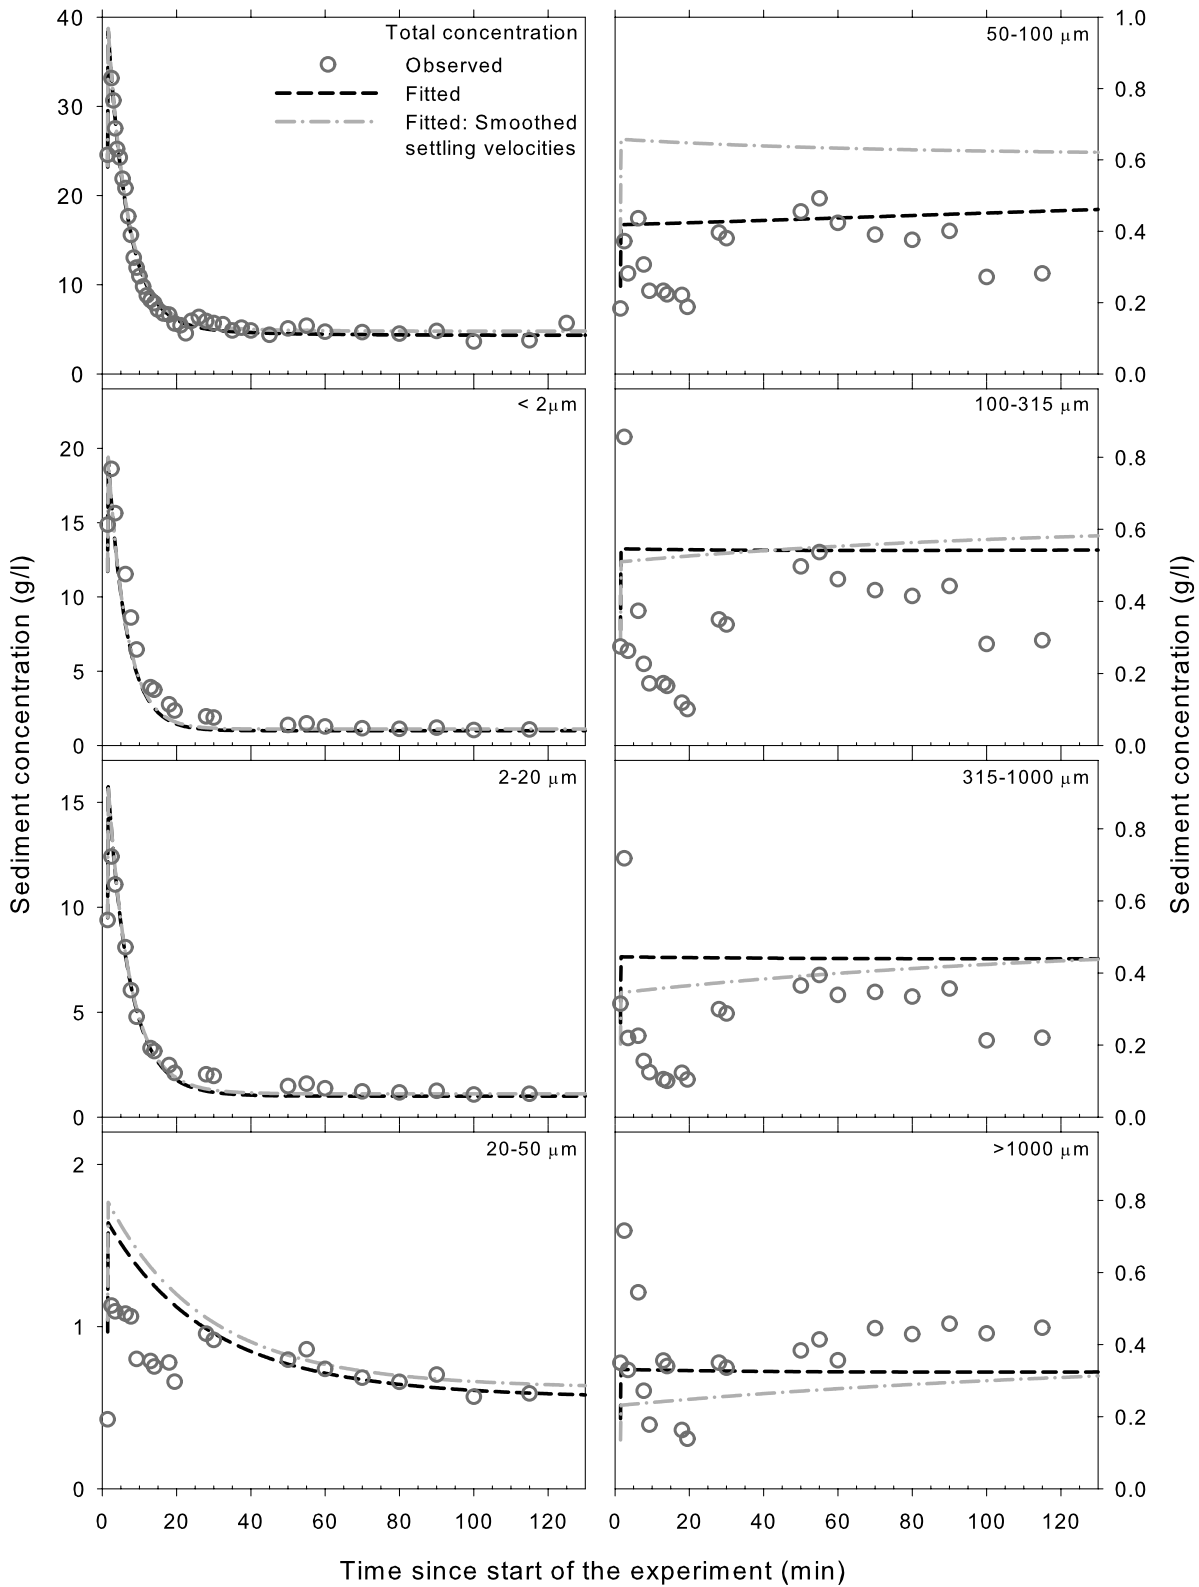 Total concentration
Observed
Fitted
Fitted: Smoothed
settling velocities
40
30
20
10
0
50-100 μm
1.0
0.8
0.6
0.4
0.2
0.0
< 2μm
20
15
10
5
0
100-315 μm
0.8
0.6
0.4
0.2
0.0
2-20 μm
15
10
5
0
315-1000 μm
0.8
0.6
0.4
0.2
0.0
20-50 μm
2
1
0
>1000 μm
0.8
0.6
0.4
0.2
0.0
0 20 40 60 80 100 120
0 20 40 60 80 100 120
Sediment concentration (g/l)
Sediment concentration (g/l)
Time since start of the experiment (min)